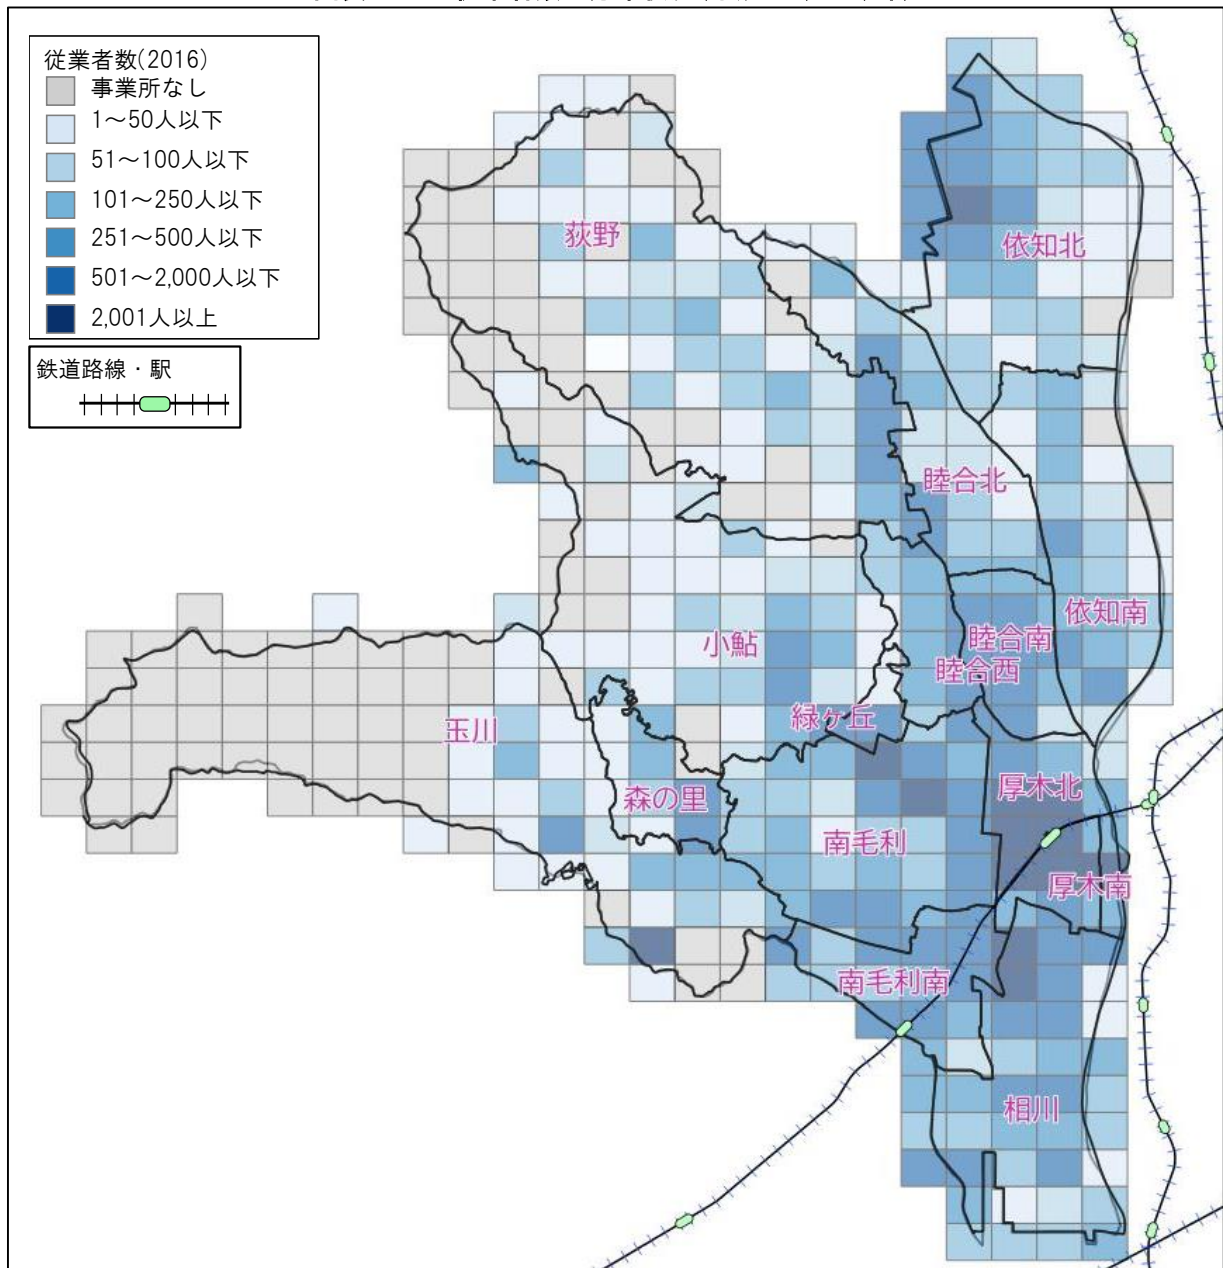 従業者数(2016)
事業所なし
1～50人以下
51～100人以下
101～250人以下
251～500人以下
501～2,000人以下
2,001人以上
鉄道路線・駅
荻野
依知北
睦合北
依知南
小鮎
睦合南
睦合西
緑ヶ丘
玉川
森の里
厚木北
南毛利
厚木南
南毛利南
相川